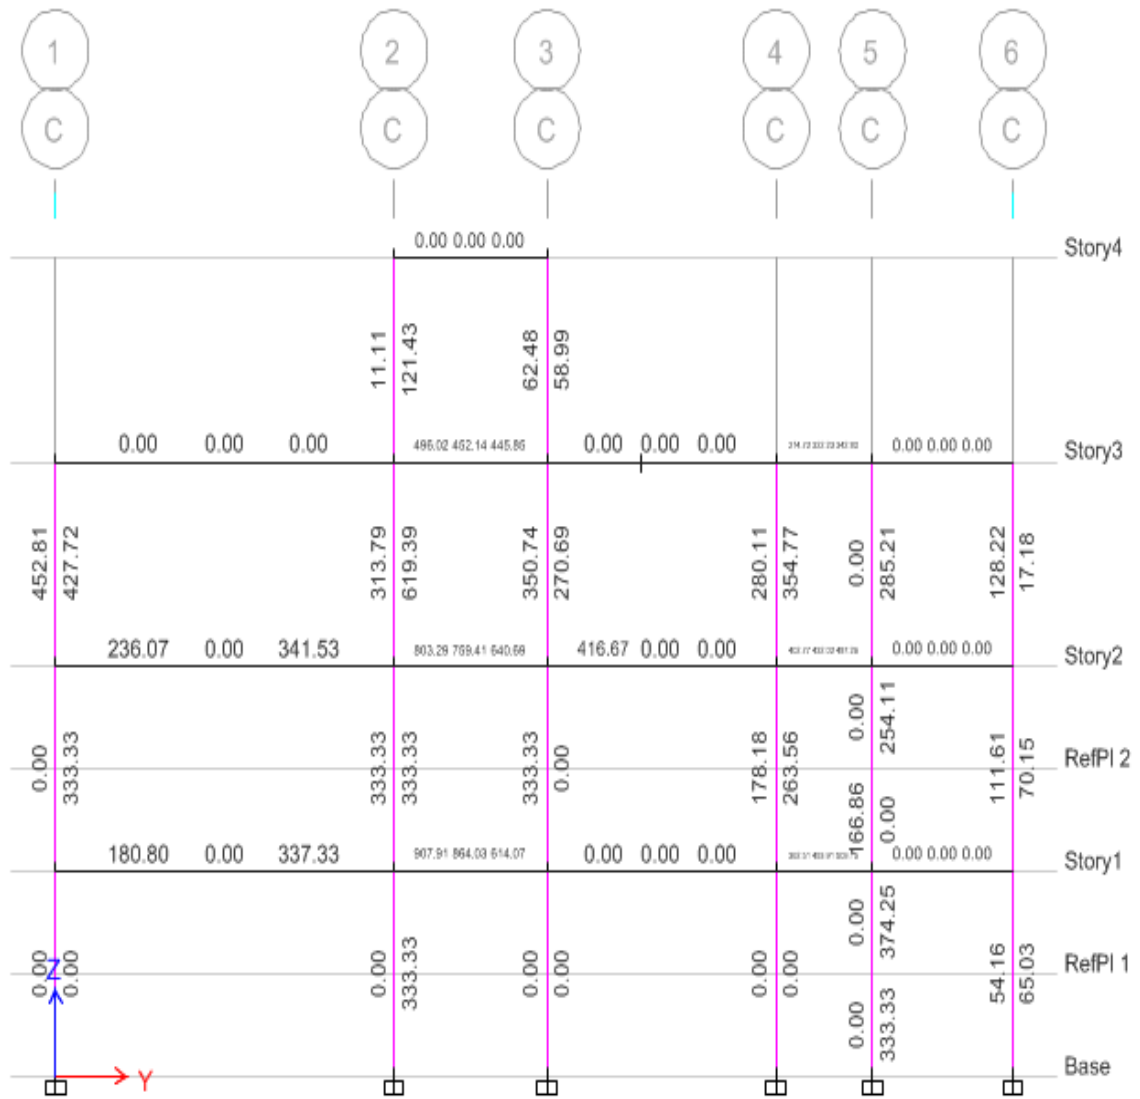 1 2 3 4 5 6
C C C C C C
0.00 0.00 0.00
Story4
11.11 121.43 62.48 58.99
0.00 0.00 0.00 496.02 462.14 445.86 0.00 0.00 0.00 0.00 0.00 0.00
Story3
452.81 427.72 313.79 619.39 350.74 270.69 280.11 354.77 0.00 285.21 128.22 17.18
236.07 0.00 341.53 803.29 769.41 640.69 416.67 0.00 0.00 0.00 0.00 0.00
Story2
0.00 254.11
0.00 333.33 333.33 333.33 333.33 0.00 178.18 263.56 111.61 70.15
RefPl 2
166.86 0.00
180.80 0.00 337.33 907.91 864.03 614.07 0.00 0.00 0.00 0.00 0.00 0.00
Story1
0.00 374.25
0.00 0.00 0.00 333.33 0.00 0.00 0.00 0.00 54.16 65.03
RefPl 1
Z
0.00 333.33
Base
Y